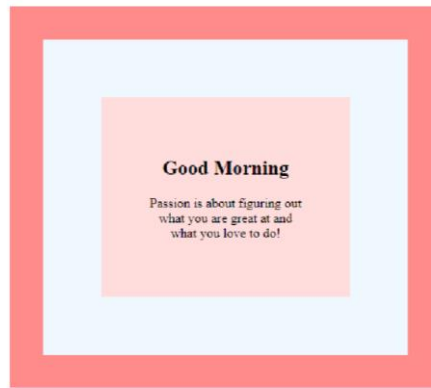 Good Morning
Passion is about figuring out
what you are great at and
what you love to do!